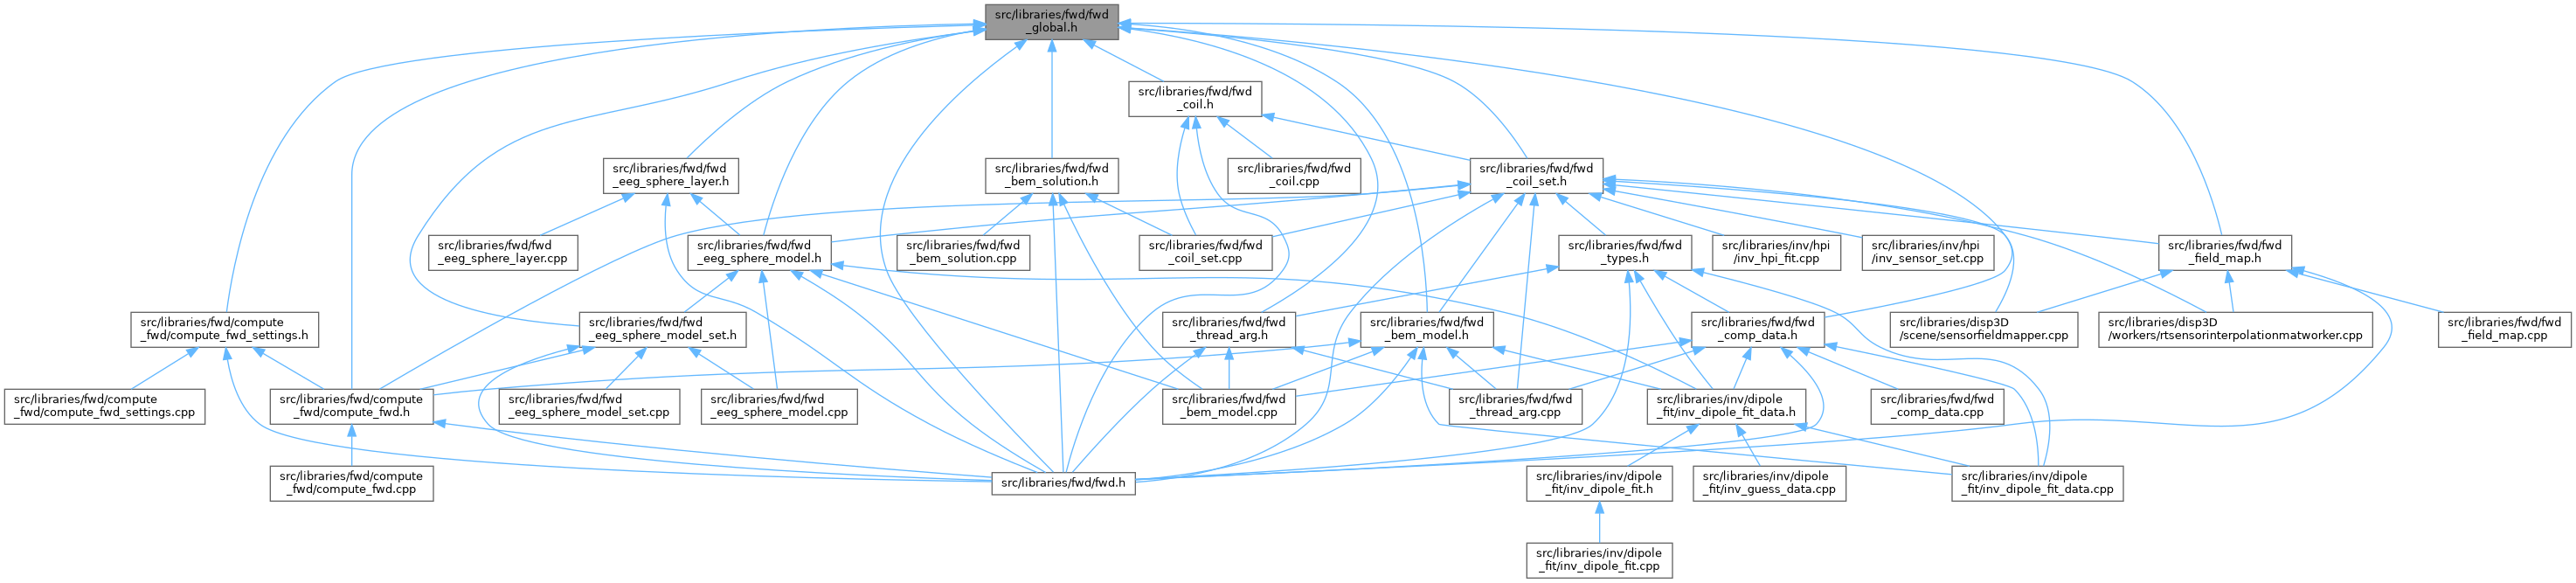 src/libraries/fwd/fwd
_global.h
src/libraries/fwd/fwd
_coil.h
src/libraries/fwd/fwd
_eeg_sphere_layer.h
src/libraries/fwd/fwd
_bem_solution.h
src/libraries/fwd/fwd
_coil.cpp
src/libraries/fwd/fwd
_coil_set.h
src/libraries/fwd/fwd
_eeg_sphere_layer.cpp
src/libraries/fwd/fwd
_eeg_sphere_model.h
src/libraries/fwd/fwd
_bem_solution.cpp
src/libraries/fwd/fwd
_coil_set.cpp
src/libraries/fwd/fwd
_types.h
src/libraries/inv/hpi
/inv_hpi_fit.cpp
src/libraries/inv/hpi
/inv_sensor_set.cpp
src/libraries/fwd/fwd
_field_map.h
src/libraries/fwd/compute
_fwd/compute_fwd_settings.h
src/libraries/fwd/fwd
_eeg_sphere_model_set.h
src/libraries/fwd/fwd
_thread_arg.h
src/libraries/fwd/fwd
_bem_model.h
src/libraries/fwd/fwd
_comp_data.h
src/libraries/disp3D
/scene/sensorfieldmapper.cpp
src/libraries/disp3D
/workers/rtsensorinterpolationmatworker.cpp
src/libraries/fwd/fwd
_field_map.cpp
src/libraries/fwd/compute
_fwd/compute_fwd_settings.cpp
src/libraries/fwd/compute
_fwd/compute_fwd.h
src/libraries/fwd/fwd
_eeg_sphere_model_set.cpp
src/libraries/fwd/fwd
_eeg_sphere_model.cpp
src/libraries/fwd/fwd
_bem_model.cpp
src/libraries/fwd/fwd
_thread_arg.cpp
src/libraries/inv/dipole
_fit/inv_dipole_fit_data.h
src/libraries/fwd/fwd
_comp_data.cpp
src/libraries/fwd/compute
_fwd/compute_fwd.cpp
src/libraries/fwd/fwd.h
src/libraries/inv/dipole
_fit/inv_dipole_fit.h
src/libraries/inv/dipole
_fit/inv_guess_data.cpp
src/libraries/inv/dipole
_fit/inv_dipole_fit_data.cpp
src/libraries/inv/dipole
_fit/inv_dipole_fit.cpp